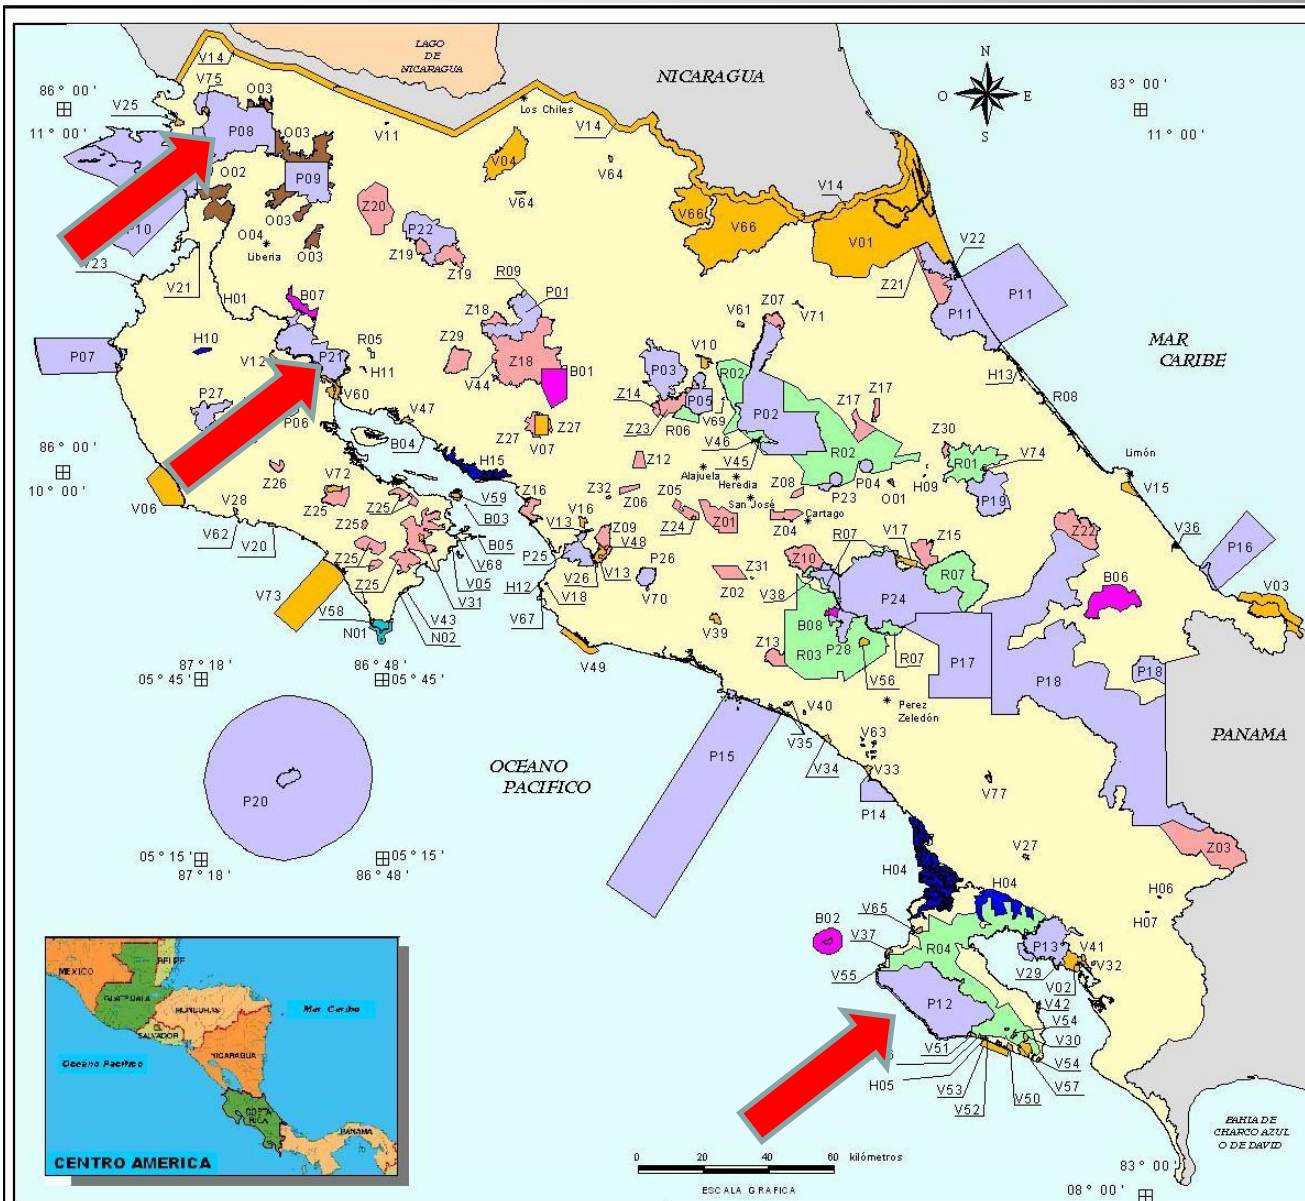 LAGO
DE
NICARAGUA
NICARAGUA
N
O E
S
86 00 '
11 00 '
83 00 '
11 00 '
V14
V75
O03
V25
P08
O03
V11
Los Chiles
V14
V04
V64
O02
P09
V64
Z20
P10
O03
O04
Liberia
O03
P22
Z19
Z19
V66
V66
V14
V01
V22
Z21
P11
P11
V23
V21
H01
B07
R09
P01
Z18
Z29
Z18
V44
B01
V61
Z07
V71
MAR
CARIBE
P07
H10
V12
P21
R05
H11
V60
P27
P06
V47
B04
H15
P03
V10
R02
Z14
P05
Z23
R06
V69
P02
V46
V45
Z17
Z17
R02
H13
R08
Z27
Z27
V07
Z12
Alajuela
Heredia
San José
Z30
R01
V74
Limón
86 ° 00 '
10 ° 00 '
V06
Z26
V72
Z25
Z25
V28
V62
V20
Z25
Z25
Z25
V59
B03
B05
V68
V05
V31
V43
N02
V58
N01
V73
Z16
V16
V13
Z09
V48
P25
V26
V13
H12
V18
V67
V49
Z32
Z06
Z05
Z24
Z01
Z08
Z04
Cartago
P23
P04
O01
H09
P19
V15
P26
V70
Z31
Z02
Z10
V38
R07
V17
Z15
R07
P24
Z22
B06
V36
P16
V03
V39
Z13
B08
R03
P28
V56
R07
P17
P18
P18
87 ° 18 '
05 ° 45 '
86 ° 48 '
05 ° 45 '
P20
05 ° 15 '
87 ° 18 '
05 ° 15 '
86 ° 48 '
OCEANO
PACIFICO
P15
Perez
Zeledón
V40
V35
V34
V63
V33
P14
V77
PANAMA
Z03
V27
H04
H04
H06
H07
V65
B02
V37
V55
R04
P13
V41
V32
V29
V02
V42
P12
V54
V30
V54
V51
H05
V53
V52
V50
V57
BAHIA DE
CHARCO AZUL
O DE DAVID
83 ° 00 '
08 ° 00 '
MEXICO
GUATEMALA
HONDURAS
EL
SALVADOR
NICARAGUA
COSTA
RICA
PANAMA
Mar Caribe
Oceano Pacifico
CENTRO AMERICA
0 20 40 60 kilómetros
ESCALA GRAFICA